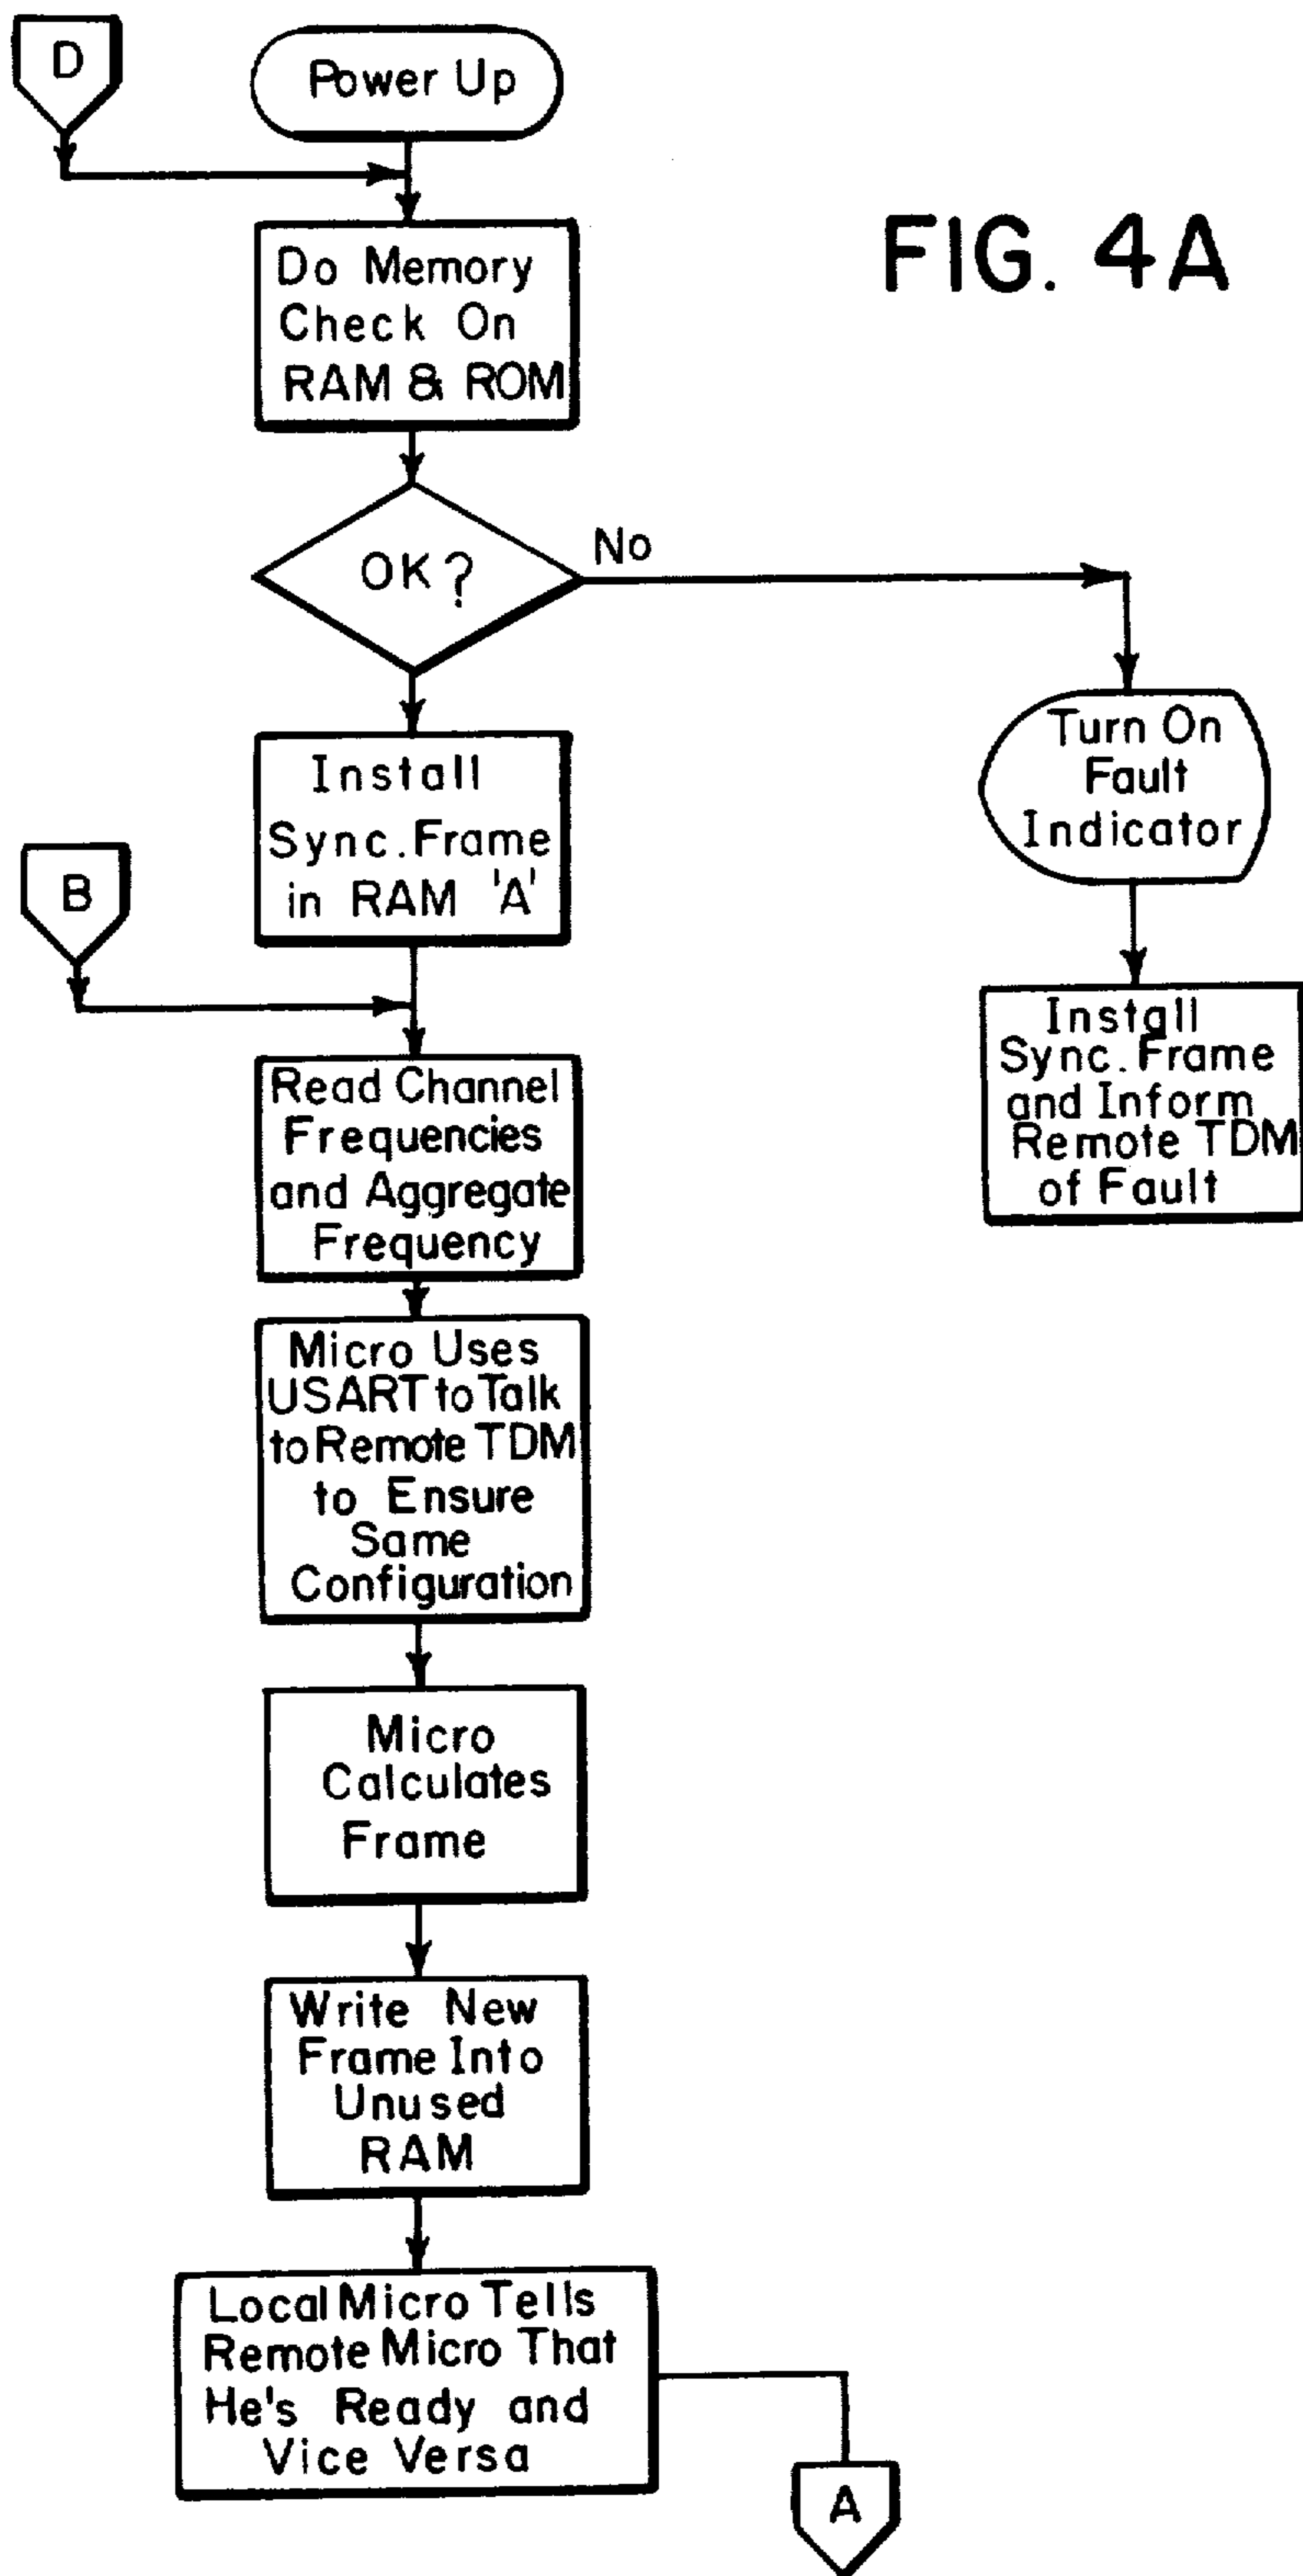 D
Power Up
FIG. 4A
Do Memory
Check On
RAM & ROM
OK?
No
Install
Sync. Frame
in RAM 'A'
Turn On
Fault
Indicator
B
Install
Sync. Frame
and Inform
Remote TDM
of Fault
Read Channel
Frequencies
and Aggregate
Frequency
Micro Uses
USART to Talk
to Remote TDM
to Ensure
Same
Configuration
Micro
Calculates
Frame
Write New
Frame Into
Unused
RAM
Local Micro Tells
Remote Micro That
He's Ready and
Vice Versa
A